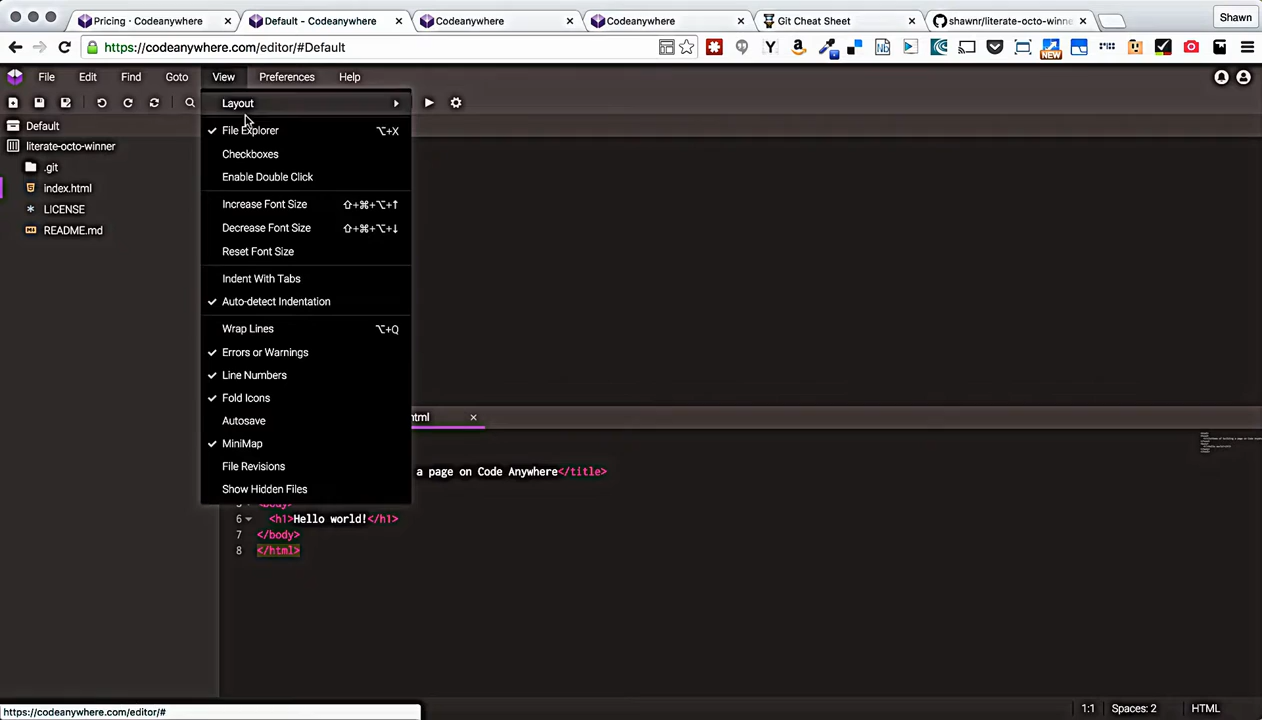 Pricing · Codeanywhere
Default - Codeanywhere
Codeanywhere
Codeanywhere
Git Cheat Sheet
shawnr/literate-octo-winne
Shawn
https://codeanywhere.com/editor/#Default
NEW
File Edit Find Goto View Preferences Help
Default
literate-octo-winner
.git
index.html
LICENSE
README.md
Layout
File Explorer ⌥+X
Checkboxes
Enable Double Click
Increase Font Size ⇧+⌘+⌥+↑
Decrease Font Size ⇧+⌘+⌥+↓
Reset Font Size
Indent With Tabs
Auto-detect Indentation
Wrap Lines ⌥+Q
Errors or Warnings
Line Numbers
Fold Icons
Autosave
MiniMap
File Revisions
Show Hidden Files
html
a page on Code Anywhere</title>
5 <body>
6 <h1>Hello world!</h1>
7 </body>
8 </html>
https://codeanywhere.com/editor/#
1:1 Spaces: 2 HTML